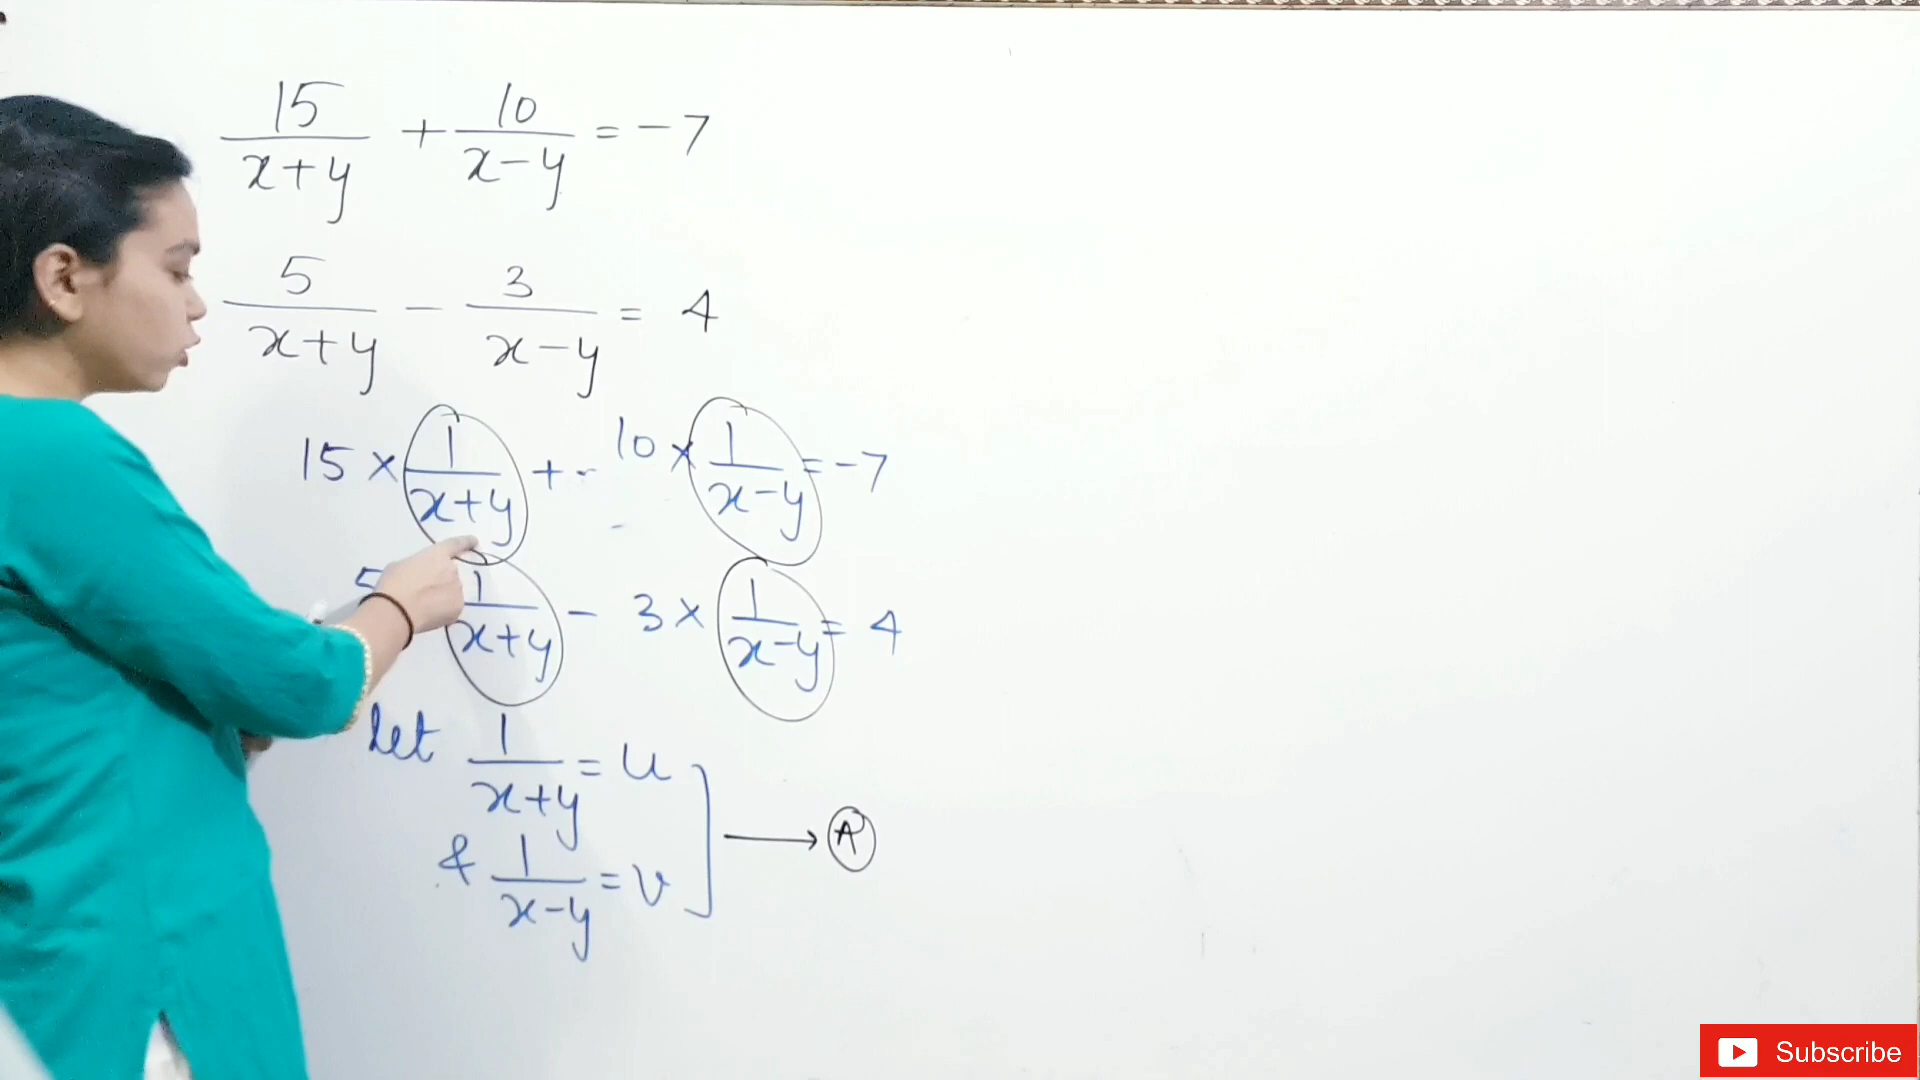 15/(x+y) + 10/(x-y) = -7
5/(x+y) - 3/(x-y) = 4
15 × 1/(x+y) + 10 × 1/(x-y) = -7
5 1/(x+y) - 3 × 1/(x-y) = 4
let 1/(x+y) = u
& 1/(x-y) = v
→ A
Subscribe